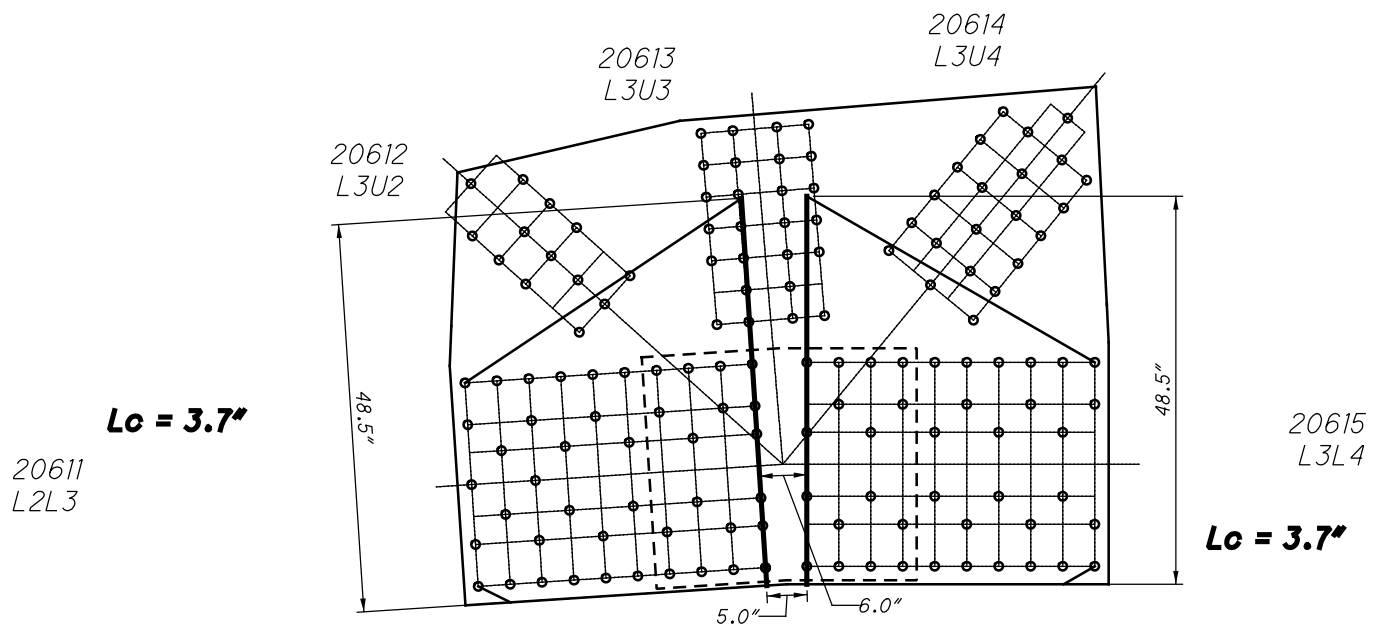 20614
L3U4
20613
L3U3
20612
L3U2
48.5"
48.5"
Lc = 3.7"
20615
L3L4
20611
L2L3
Lc = 3.7"
5.0"
6.0"